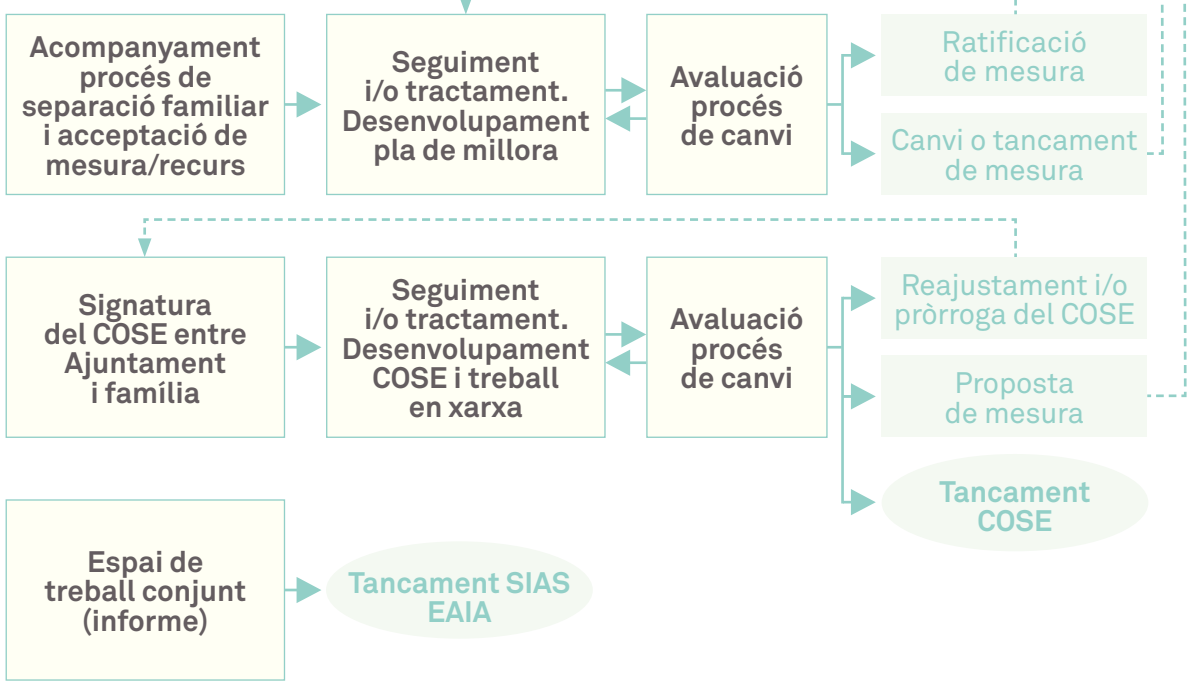 Acompanyament
procés de
separació familiar
i acceptació de
mesura/recurs
Seguiment
i/o tractament.
Desenvolupament
pla de millora
Avaluació
procés
de canvi
Ratificació
de mesura
Canvi o tancament
de mesura
Signatura
del COSE entre
Ajuntament
i família
Seguiment
i/o tractament.
Desenvolupament
COSE i treball
en xarxa
Avaluació
procés
de canvi
Reajustament i/o
pròrroga del COSE
Proposta
de mesura
Tancament
COSE
Espai de
treball conjunt
(informe)
Tancament SIAS
EAIA